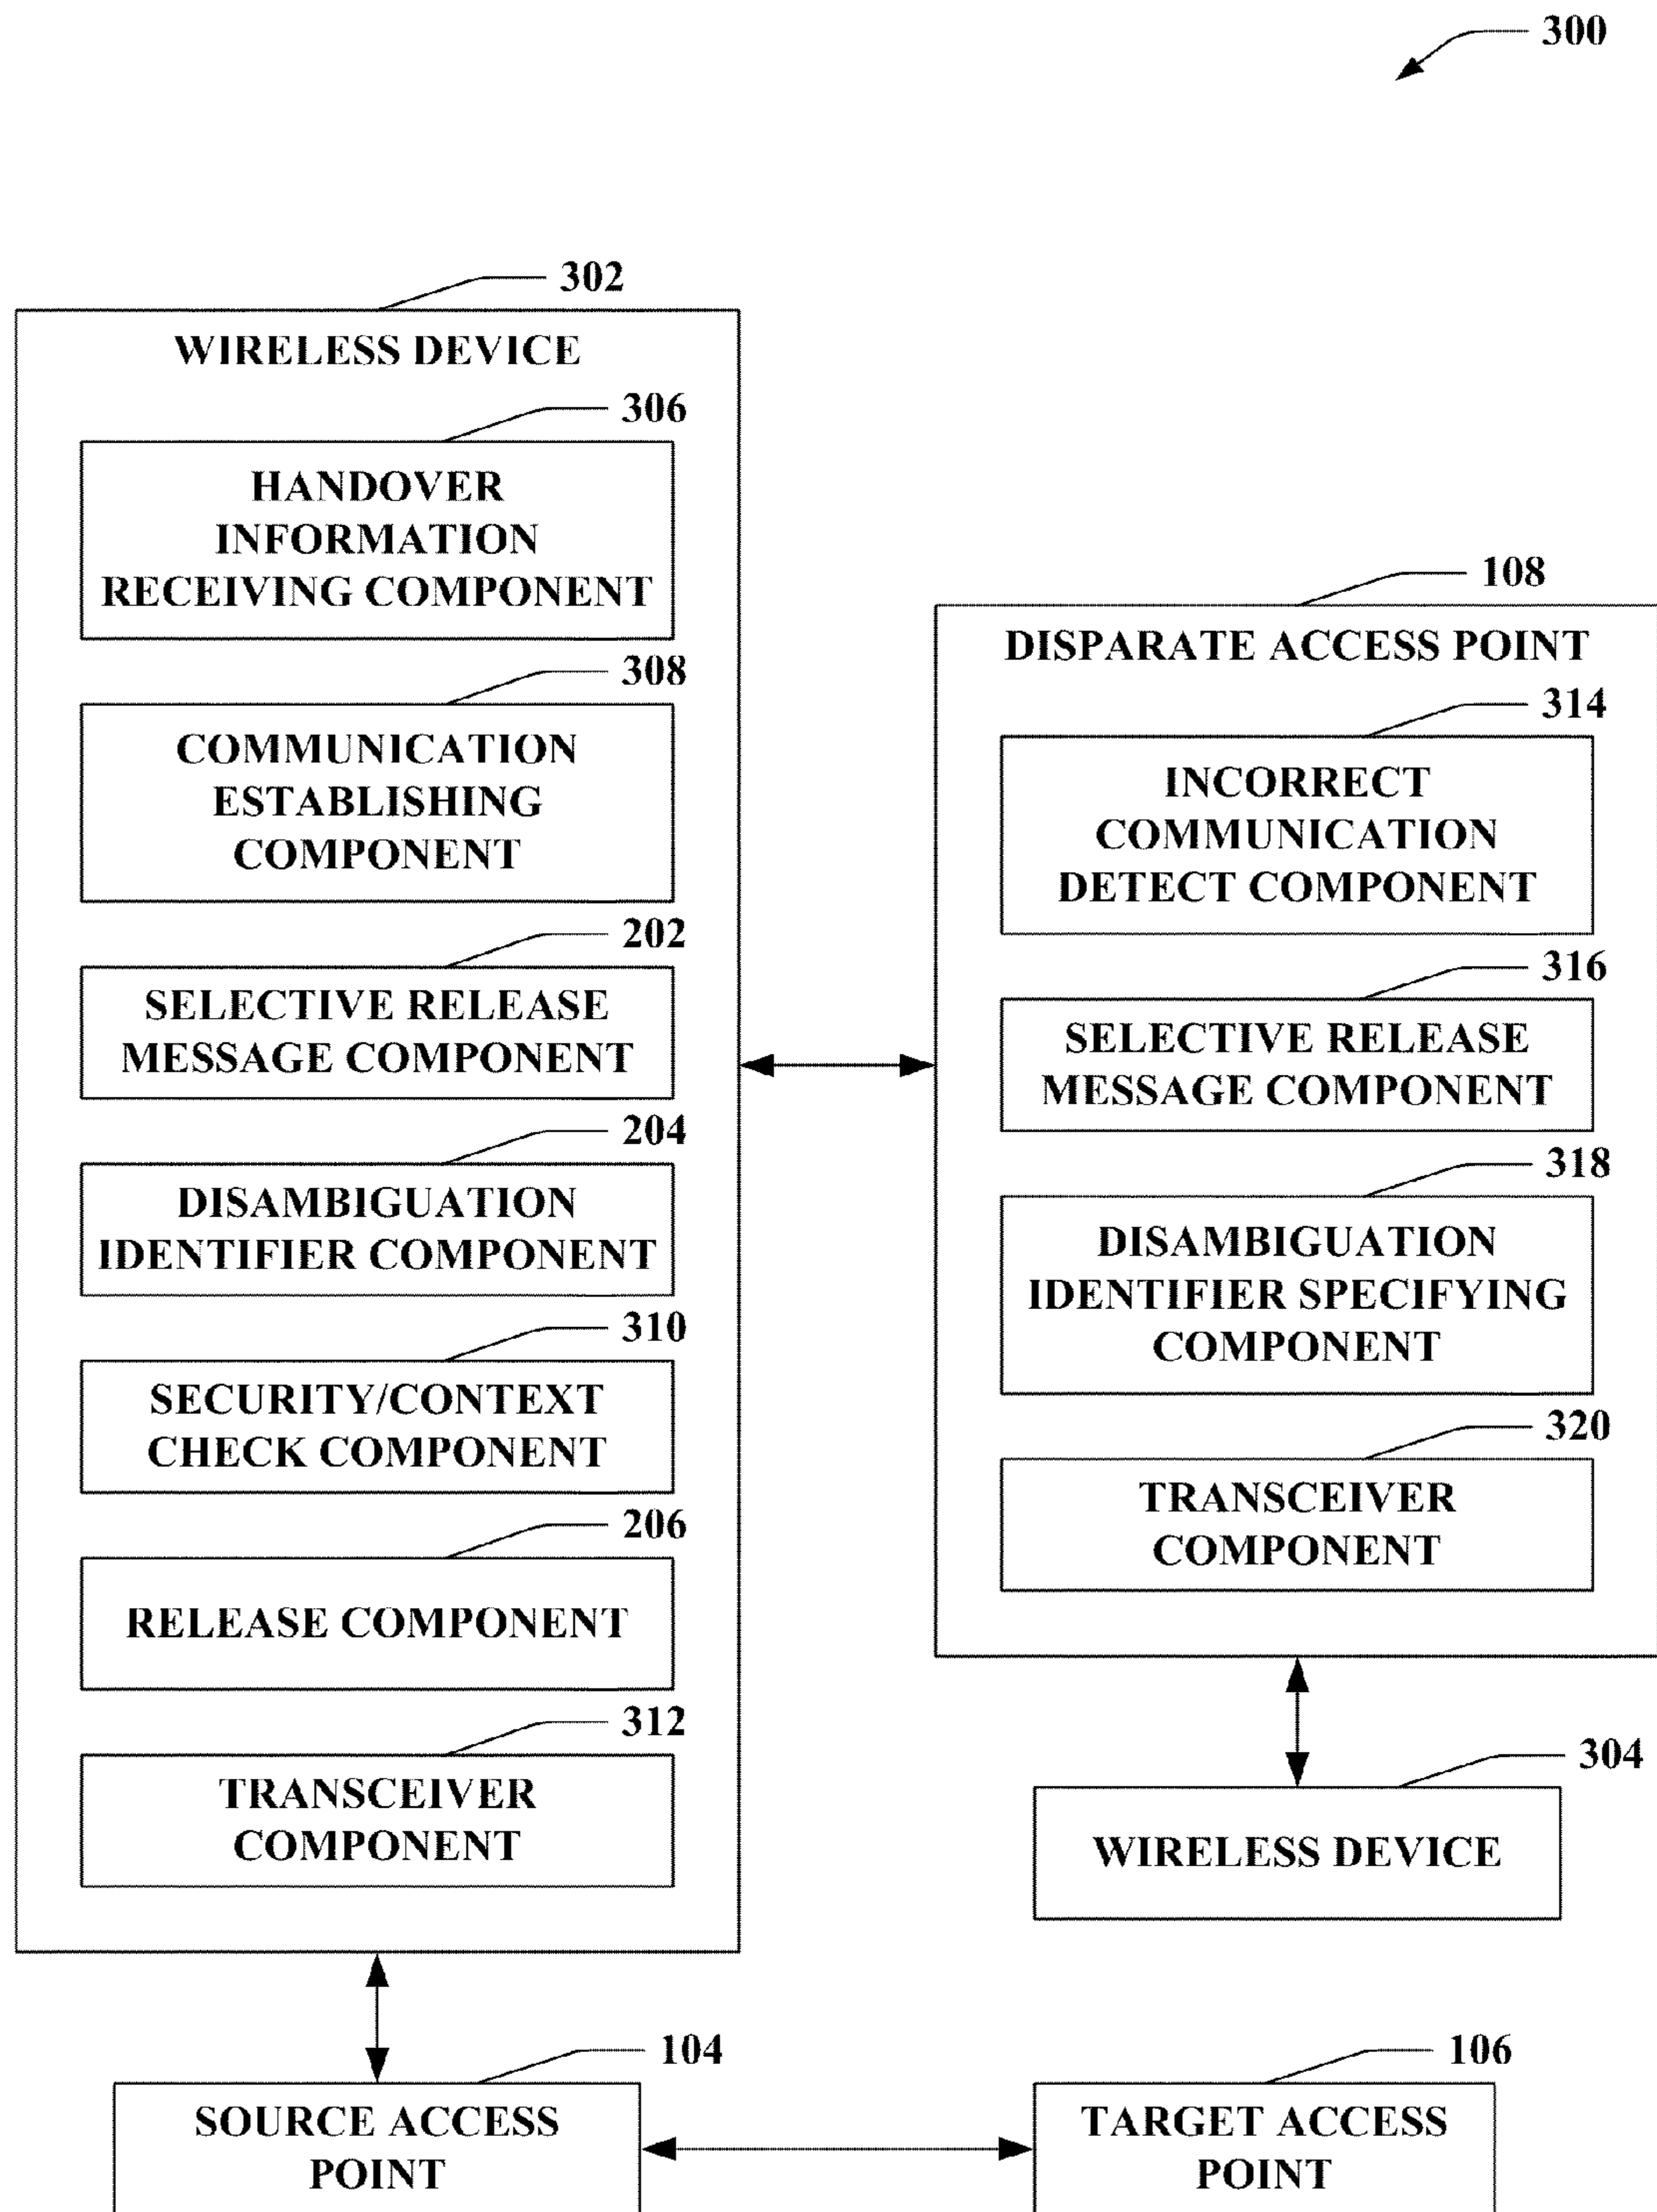 300
302
WIRELESS DEVICE
306
HANDOVER
INFORMATION
RECEIVING COMPONENT
308
COMMUNICATION
ESTABLISHING
COMPONENT
202
SELECTIVE RELEASE
MESSAGE COMPONENT
204
DISAMBIGUATION
IDENTIFIER COMPONENT
310
SECURITY/CONTEXT
CHECK COMPONENT
206
RELEASE COMPONENT
312
TRANSCEIVER
COMPONENT
108
DISPARATE ACCESS POINT
314
INCORRECT
COMMUNICATION
DETECT COMPONENT
316
SELECTIVE RELEASE
MESSAGE COMPONENT
318
DISAMBIGUATION
IDENTIFIER SPECIFYING
COMPONENT
320
TRANSCEIVER
COMPONENT
304
WIRELESS DEVICE
104
SOURCE ACCESS
POINT
106
TARGET ACCESS
POINT